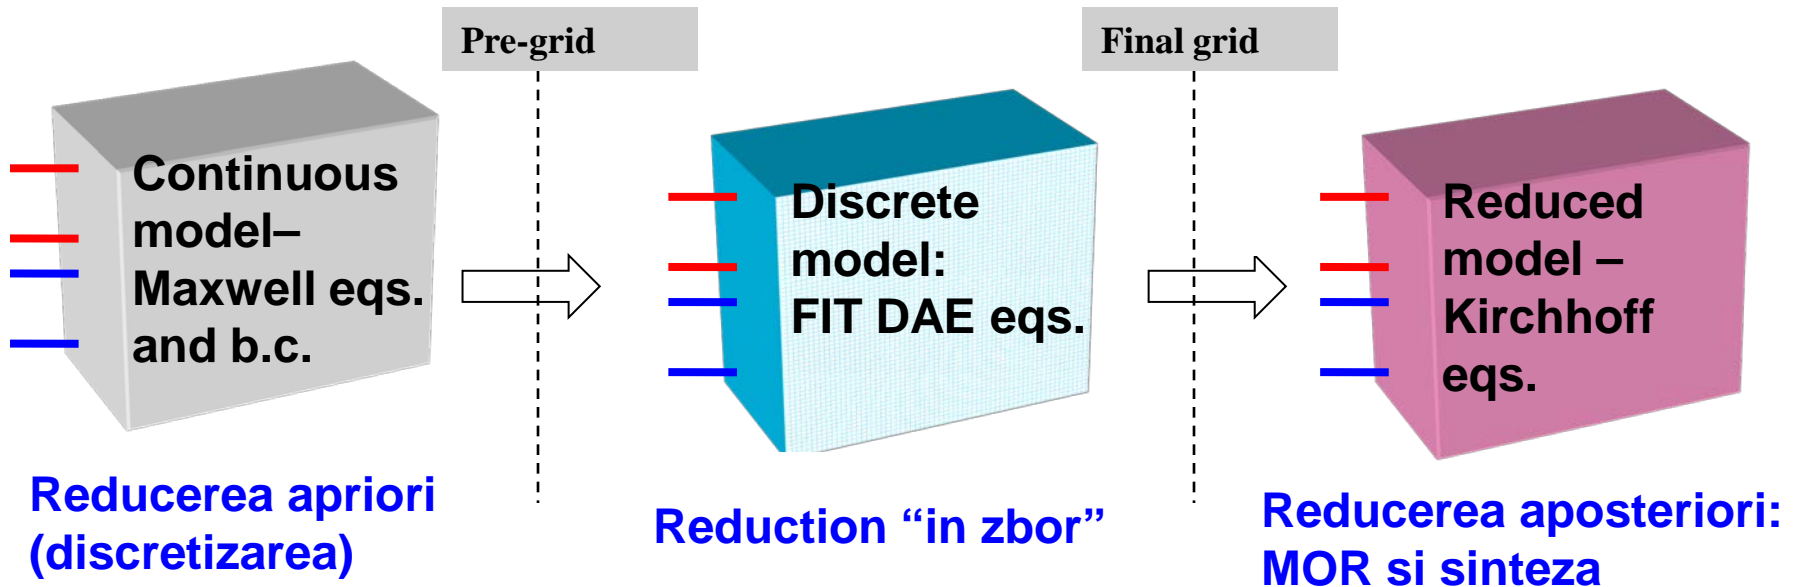 Pre-grid
Final grid
Continuous
model–
Maxwell eqs.
and b.c.
Discrete
model:
FIT DAE eqs.
Reduced
model –
Kirchhoff
eqs.
Reducerea apriori
(discretizarea)
Reduction “in zbor”
Reducerea aposteriori:
MOR si sinteza